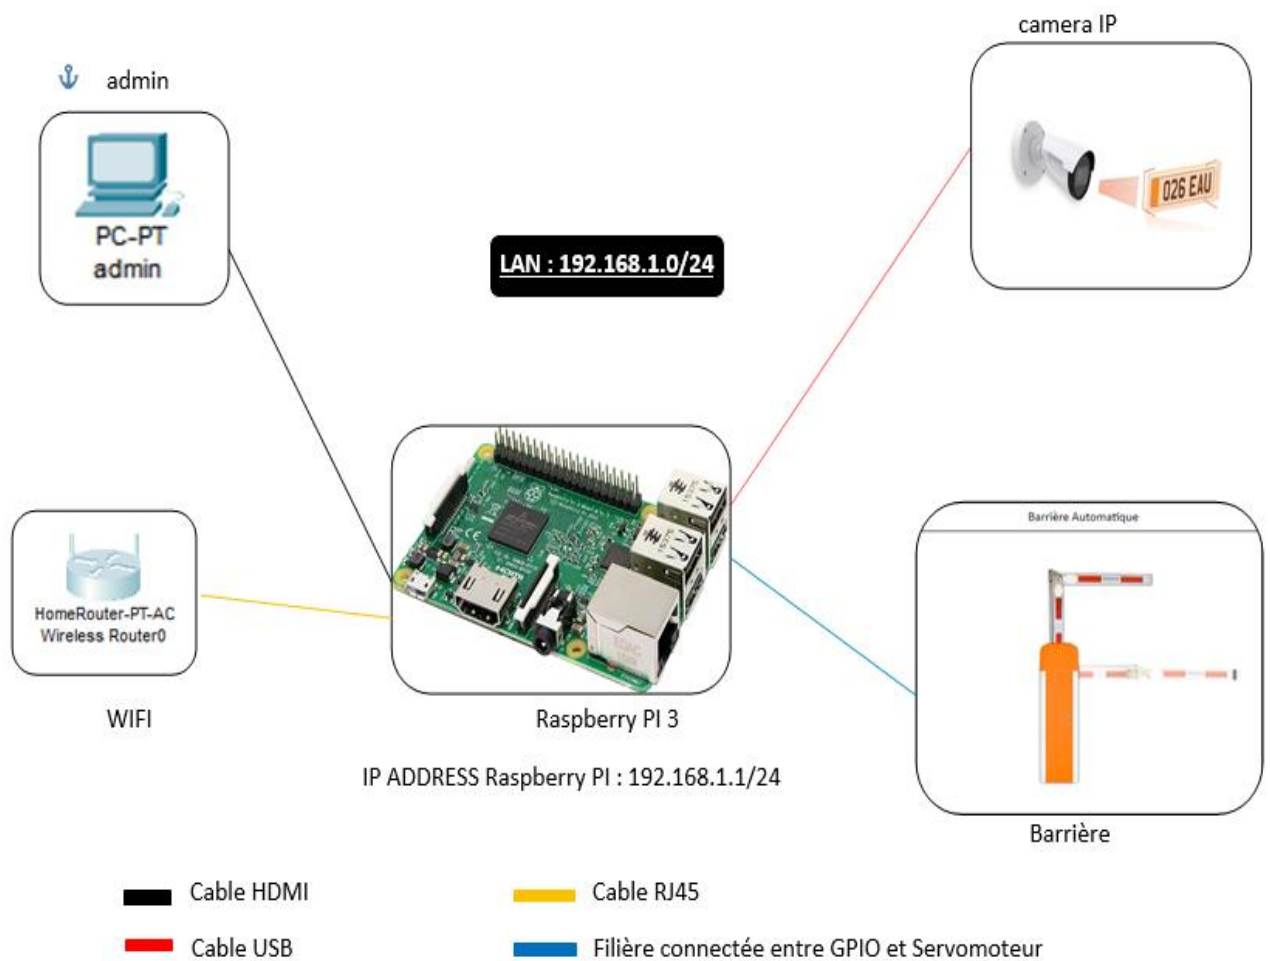 camera IP
admin
PC-PT
admin
026 EAU
LAN : 192.168.1.0/24
HDMI
Barrière Automatique
HomeRouter-PT-AC
Wireless Router0
WIFI
Raspberry PI 3
IP ADDRESS Raspberry PI : 192.168.1.1/24
Barrière
Cable HDMI
Cable RJ45
Cable USB
Filière connectée entre GPIO et Servomoteur